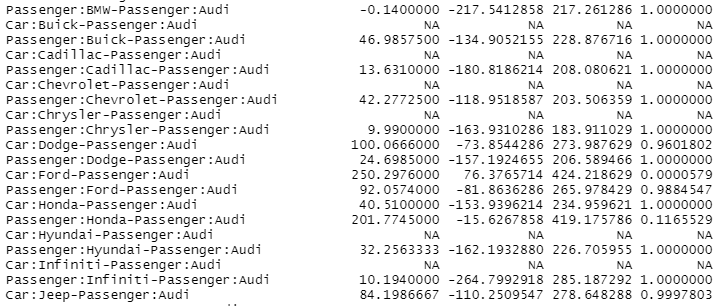 Passenger:BMW-Passenger:Audi -0.1400000 -217.5412858 217.261286 1.0000000
Car:Buick-Passenger:Audi NA NA NA NA
Passenger:Buick-Passenger:Audi 46.9857500 -134.9052155 228.876716 1.0000000
Car:Cadillac-Passenger:Audi NA NA NA NA
Passenger:Cadillac-Passenger:Audi 13.6310000 -180.8186214 208.080621 1.0000000
Car:Chevrolet-Passenger:Audi NA NA NA NA
Passenger:Chevrolet-Passenger:Audi 42.2772500 -118.9518587 203.506359 1.0000000
Car:Chrysler-Passenger:Audi NA NA NA NA
Passenger:Chrysler-Passenger:Audi 9.9900000 -163.9310286 183.911029 1.0000000
Car:Dodge-Passenger:Audi 100.0666000 -73.8544286 273.987629 0.9601802
Passenger:Dodge-Passenger:Audi 24.6985000 -157.1924655 206.589466 1.0000000
Car:Ford-Passenger:Audi 250.2976000 76.3765714 424.218629 0.0000579
Passenger:Ford-Passenger:Audi 92.0574000 -81.8636286 265.978429 0.9884547
Car:Honda-Passenger:Audi 40.5100000 -153.9396214 234.959621 1.0000000
Passenger:Honda-Passenger:Audi 201.7745000 -15.6267858 419.175786 0.1165529
Car:Hyundai-Passenger:Audi NA NA NA NA
Passenger:Hyundai-Passenger:Audi 32.2563333 -162.1932880 226.705955 1.0000000
Car:Infiniti-Passenger:Audi NA NA NA NA
Passenger:Infiniti-Passenger:Audi 10.1940000 -264.7992918 285.187292 1.0000000
Car:Jeep-Passenger:Audi 84.1986667 -110.2509547 278.648288 0.9997803